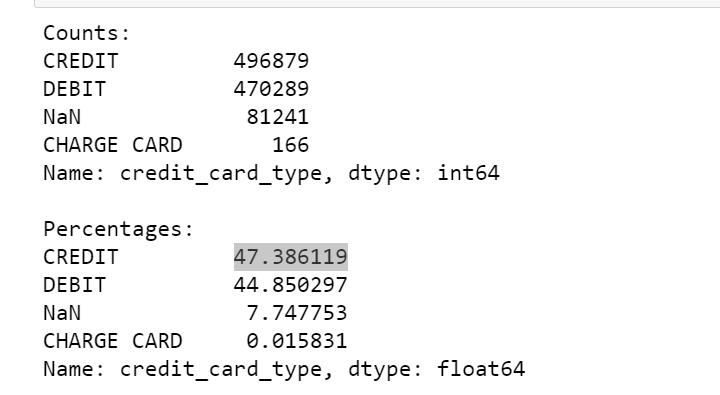 Counts:
CREDIT         496879
DEBIT          470289
NaN             81241
CHARGE CARD       166
Name: credit_card_type, dtype: int64

Percentages:
CREDIT         47.386119
DEBIT          44.850297
NaN             7.747753
CHARGE CARD     0.015831
Name: credit_card_type, dtype: float64